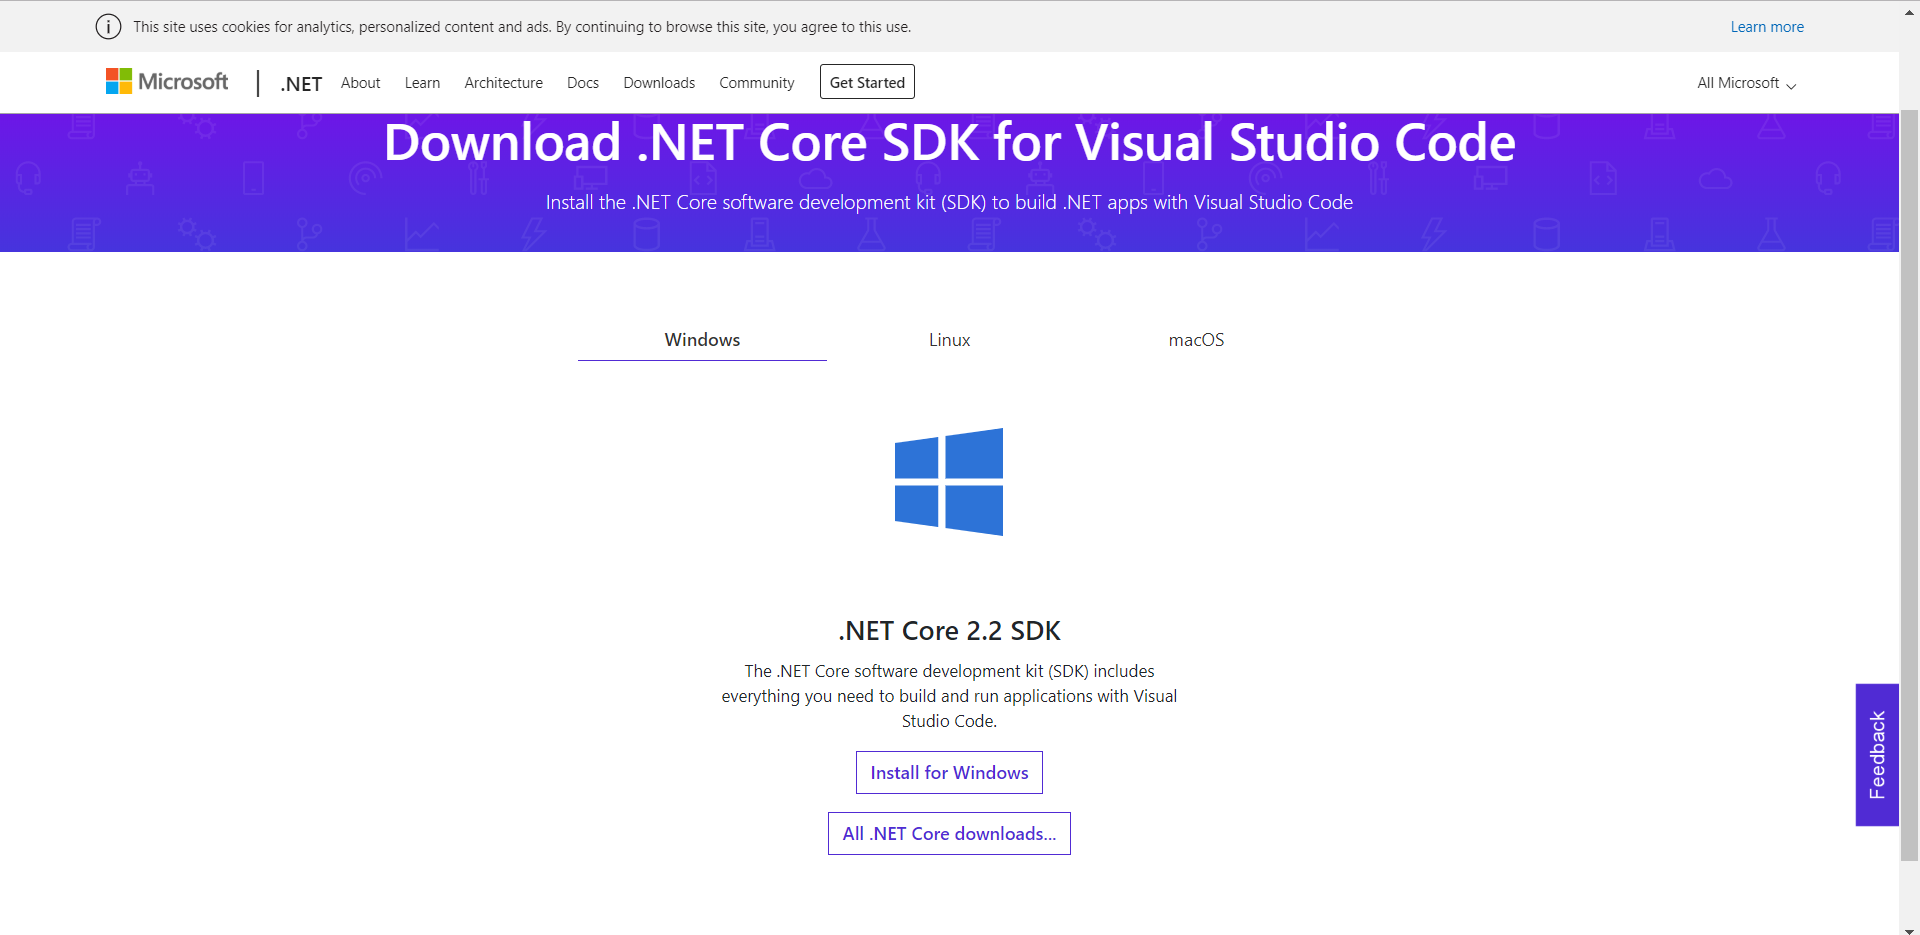 This site uses cookies for analytics, personalized content and ads. By continuing to browse this site, you agree to this use.
Learn more
Microsoft
.NET
About
Learn
Architecture
Docs
Downloads
Community
Get Started
All Microsoft
Download .NET Core SDK for Visual Studio Code
Install the .NET Core software development kit (SDK) to build .NET apps with Visual Studio Code
Windows
Linux
macOS
.NET Core 2.2 SDK
The .NET Core software development kit (SDK) includes
everything you need to build and run applications with Visual
Studio Code.
Install for Windows
All .NET Core downloads...
Feedback